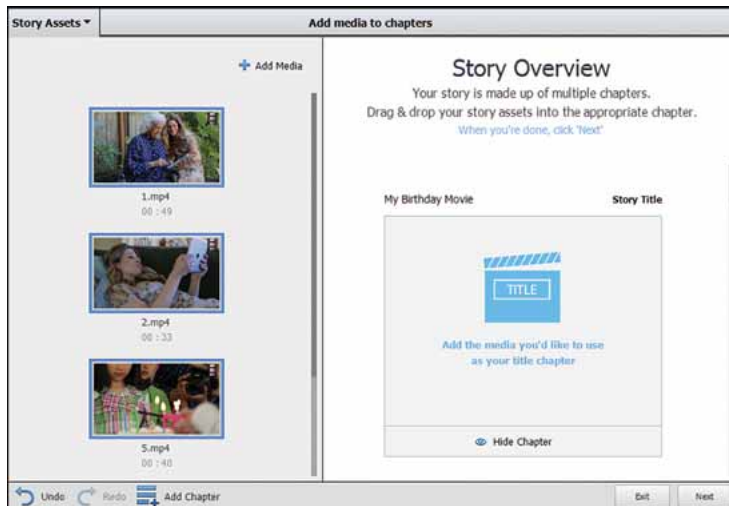 Story Assets
Add media to chapters
Add Media
1.mp4
00 : 49
2.mp4
00 : 33
5.mp4
00 : 40
Story Overview
Your story is made up of multiple chapters.
Drag & drop your story assets into the appropriate chapter.
When you're done, click 'Next'
My Birthday Movie
Story Title
TITLE
Add the media you'd like to use
as your title chapter
Hide Chapter
Undo
Redo
Add Chapter
Exit
Next